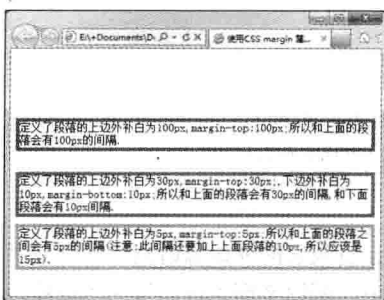 E:\+Documents\D
使用CSS margin
定义了段落的上边外补白为100px,margin-top:100px;所以和上面的段
落会有100px的间隔.
定义了段落的上边外补白为30px,margin-top:30px;,下边外补白为
10px,margin-bottom:10px;所以和上面的段落会有30px的间隔,和下面
段落会有10px间隔.
定义了段落的上边外补白为5px,margin-top:5px;所以和上面的段落之
间会有5px的间隔(注意:此间隔还要加上上面段落的10px,所以应该是
15px).